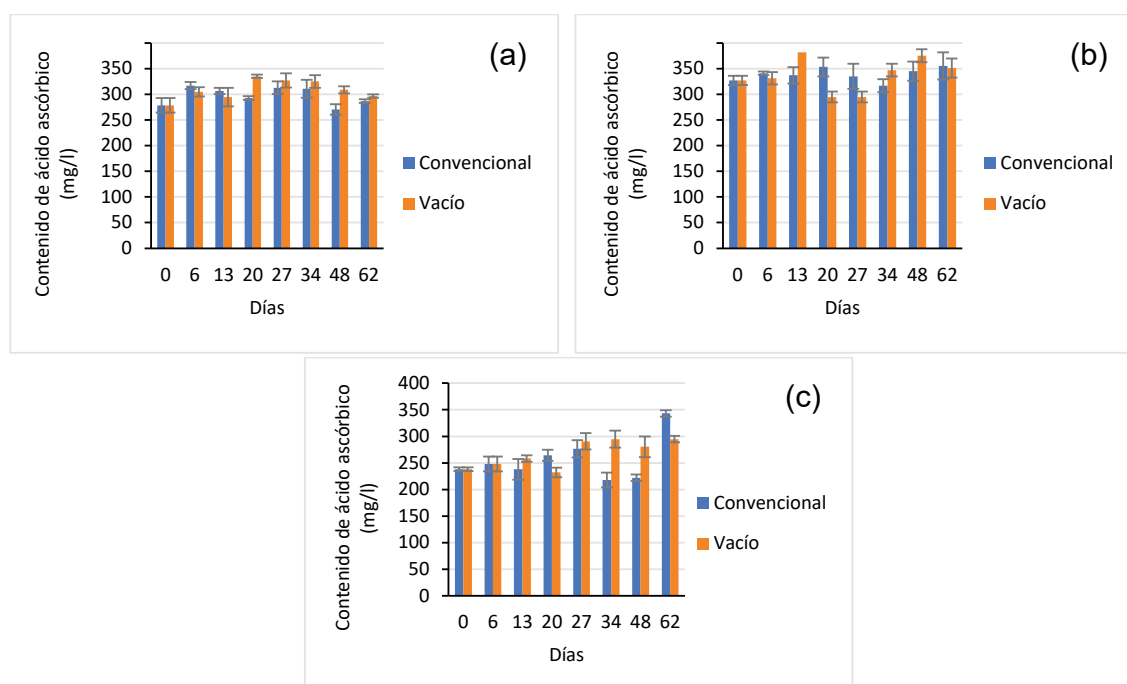 (a)
Contenido de ácido ascórbico
(mg/l)
350
300
250
200
150
100
50
0
0 6 13 20 27 34 48 62
Días
Convencional
Vacío
(b)
Contenido de ácido ascórbico
(mg/l)
350
300
250
200
150
100
50
0
0 6 13 20 27 34 48 62
Días
Convencional
Vacío
(c)
Contenido de ácido ascórbico
(mg/l)
400
350
300
250
200
150
100
50
0
0 6 13 20 27 34 48 62
Días
Convencional
Vacío